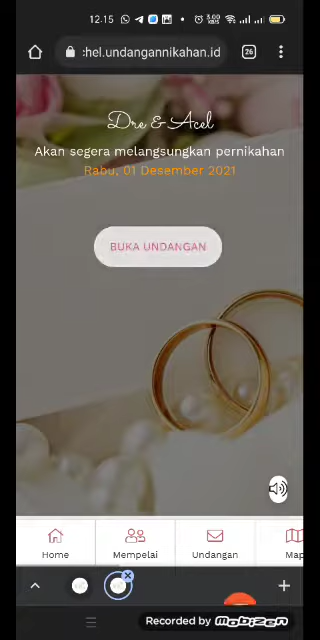 12.15
:hel.undangannikahan.id
26
Dre & Acel
Akan segera melangsungkan pernikahan
Rabu, 01 Desember 2021
BUKA UNDANGAN
Home Mempelai Undangan Map
Recorded by MOBIZEN